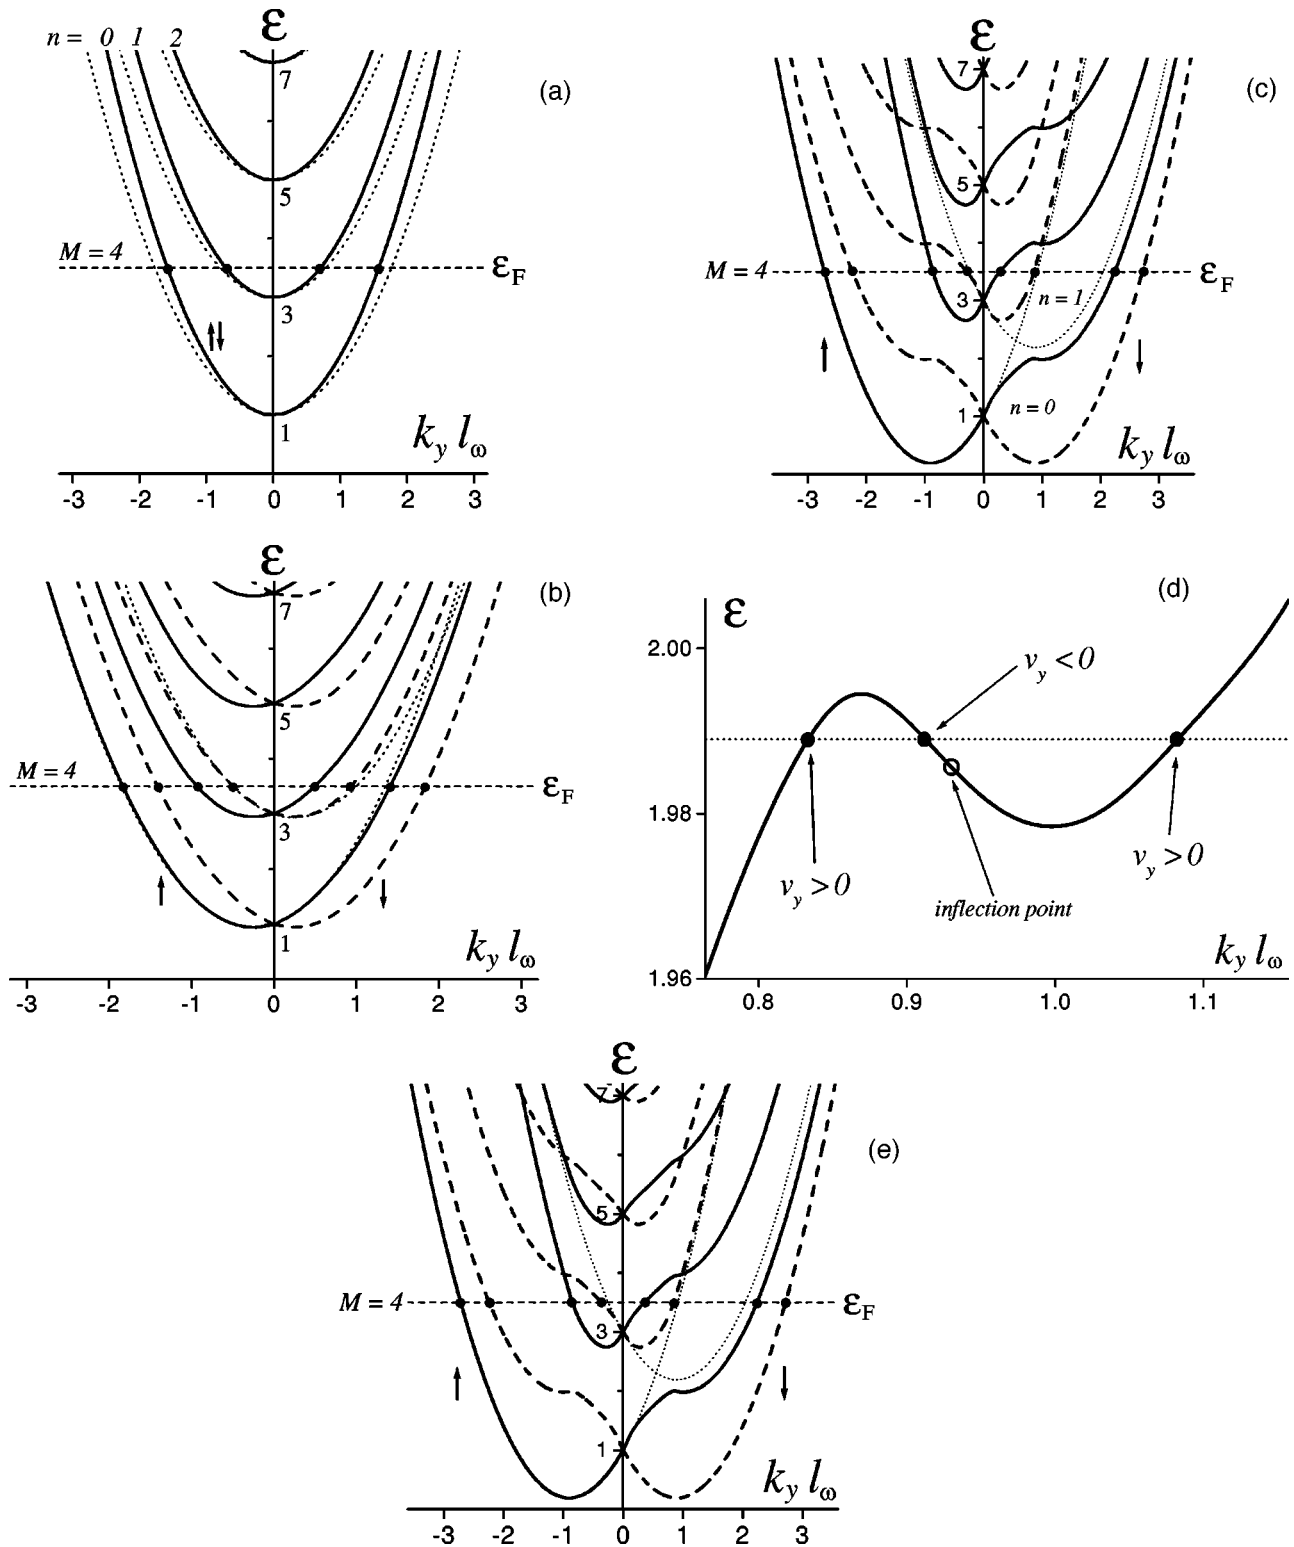 ε
n = 0 1 2
7
(a)
5
M = 4
ε_F
3
↑↓
1
k_y l_ω
-3 -2 -1 0 1 2 3
ε
7
(c)
5
M = 4
ε_F
3
n = 1
↑ ↓
1
n = 0
k_y l_ω
-3 -2 -1 0 1 2 3
ε
7
(b)
5
M = 4
ε_F
3
↑ ↓
1
k_y l_ω
-3 -2 -1 0 1 2 3
ε
(d)
2.00
v_y < 0
1.98
v_y > 0
v_y > 0
inflection point
1.96
k_y l_ω
0.8 0.9 1.0 1.1
ε
7
(e)
5
M = 4
ε_F
3
↑ ↓
1
k_y l_ω
-3 -2 -1 0 1 2 3